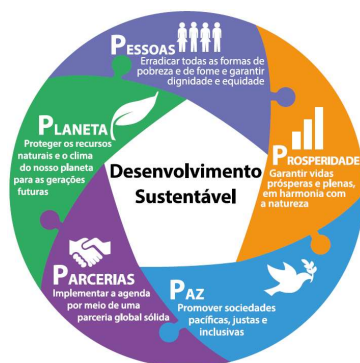 PESSOAS
Erradicar todas as formas de
pobreza e de fome e garantir
dignidade e equidade
PLANETA
Proteger os recursos
naturais e o clima
do nosso planeta
para as gerações
futuras
PROSPERIDADE
Garantir vidas
prósperas e plenas,
em harmonia com
a natureza
Desenvolvimento
Sustentável
PARCERIAS
Implementar a agenda
por meio de uma
parceria global sólida
PAZ
Promover sociedades
pacíficas, justas e
inclusivas